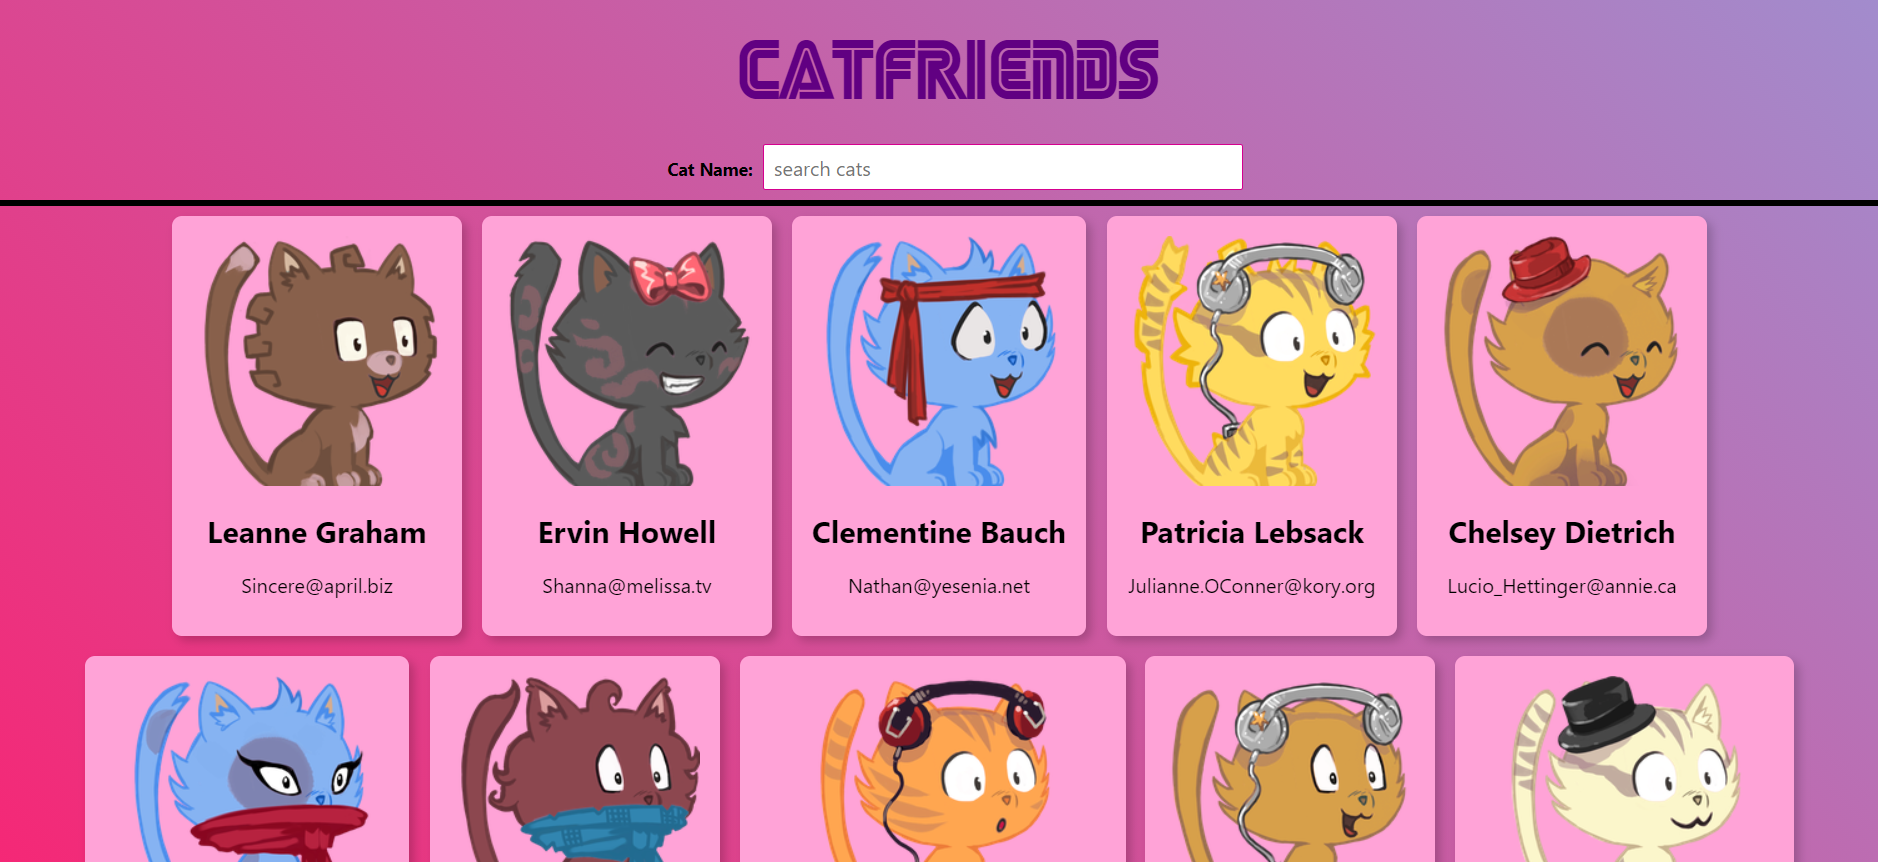 CATFRIENDS
Cat Name: search cats
Leanne Graham
Sincere@april.biz
Ervin Howell
Shanna@melissa.tv
Clementine Bauch
Nathan@yesenia.net
Patricia Lebsack
Julianne.OConner@kory.org
Chelsey Dietrich
Lucio_Hettinger@annie.ca